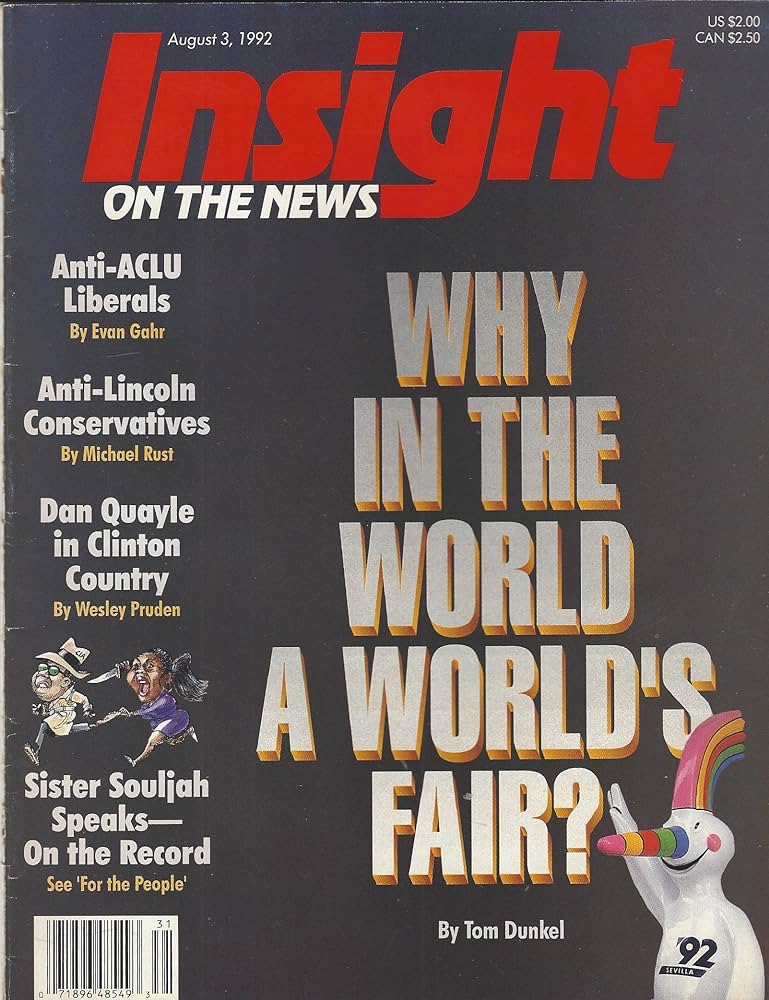 August 3, 1992
US $2.00
CAN $2.50
Insight
ON THE NEWS
Anti-ACLU
Liberals
By Evan Gahr
Anti-Lincoln
Conservatives
By Michael Rust
Dan Quayle
in Clinton
Country
By Wesley Pruden
Sister Souljah
Speaks—
On the Record
See 'For the People'
WHY
IN THE
WORLD
A WORLD'S
FAIR?
By Tom Dunkel
'92
SEVILLA
31
0 71896 48549 3